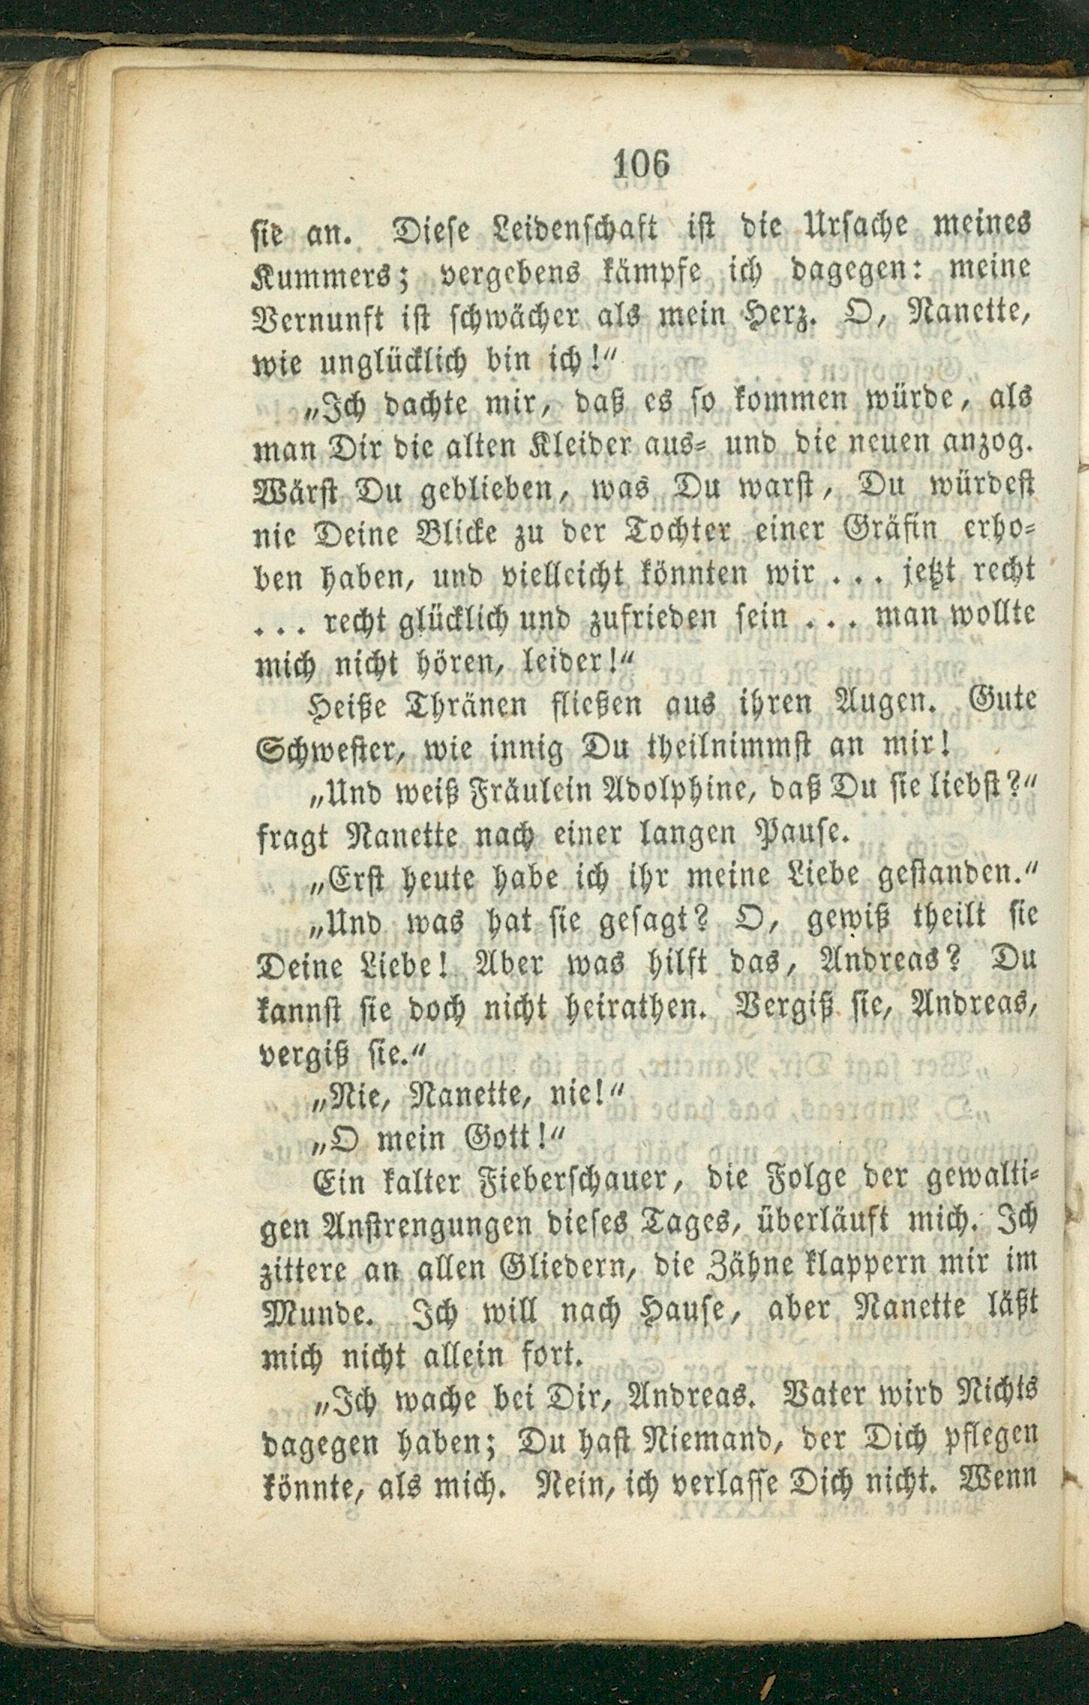 106
sie an. Diese Leidenschaft ist die Ursache meines
Kummers; vergebens kämpfe ich dagegen: meine
Vernunft ist schwächer als mein Herz. O, Nanette,
wie unglücklich bin ich!“
„Ich dachte mir, daß es so kommen würde, als
man Dir die alten Kleider aus- und die neuen anzog.
Wärst Du geblieben, was Du warst, Du würdest
nie Deine Blicke zu der Tochter einer Gräfin erho-
ben haben, und vielleicht könnten wir . . . jetzt recht
. . . recht glücklich und zufrieden sein . . . man wollte
mich nicht hören, leider!“
Heiße Thränen fließen aus ihren Augen. Gute
Schwester, wie innig Du theilnimmst an mir!
„Und weiß Fräulein Adolphine, daß Du sie liebst?“
fragt Nanette nach einer langen Pause.
„Erst heute habe ich ihr meine Liebe gestanden.“
„Und was hat sie gesagt? O, gewiß theilt sie
Deine Liebe! Aber was hilft das, Andreas? Du
kannst sie doch nicht heirathen. Vergiß sie, Andreas,
vergiß sie.“
„Nie, Nanette, nie!“
„O mein Gott!“
Ein kalter Fieberschauer, die Folge der gewalti-
gen Anstrengungen dieses Tages, überläuft mich. Ich
zittere an allen Gliedern, die Zähne klappern mir im
Munde. Ich will nach Hause, aber Nanette läßt
mich nicht allein fort.
„Ich wache bei Dir, Andreas. Vater wird Nichts
dagegen haben; Du hast Niemand, der Dich pflegen
könnte, als mich. Nein, ich verlasse Dich nicht. Wenn